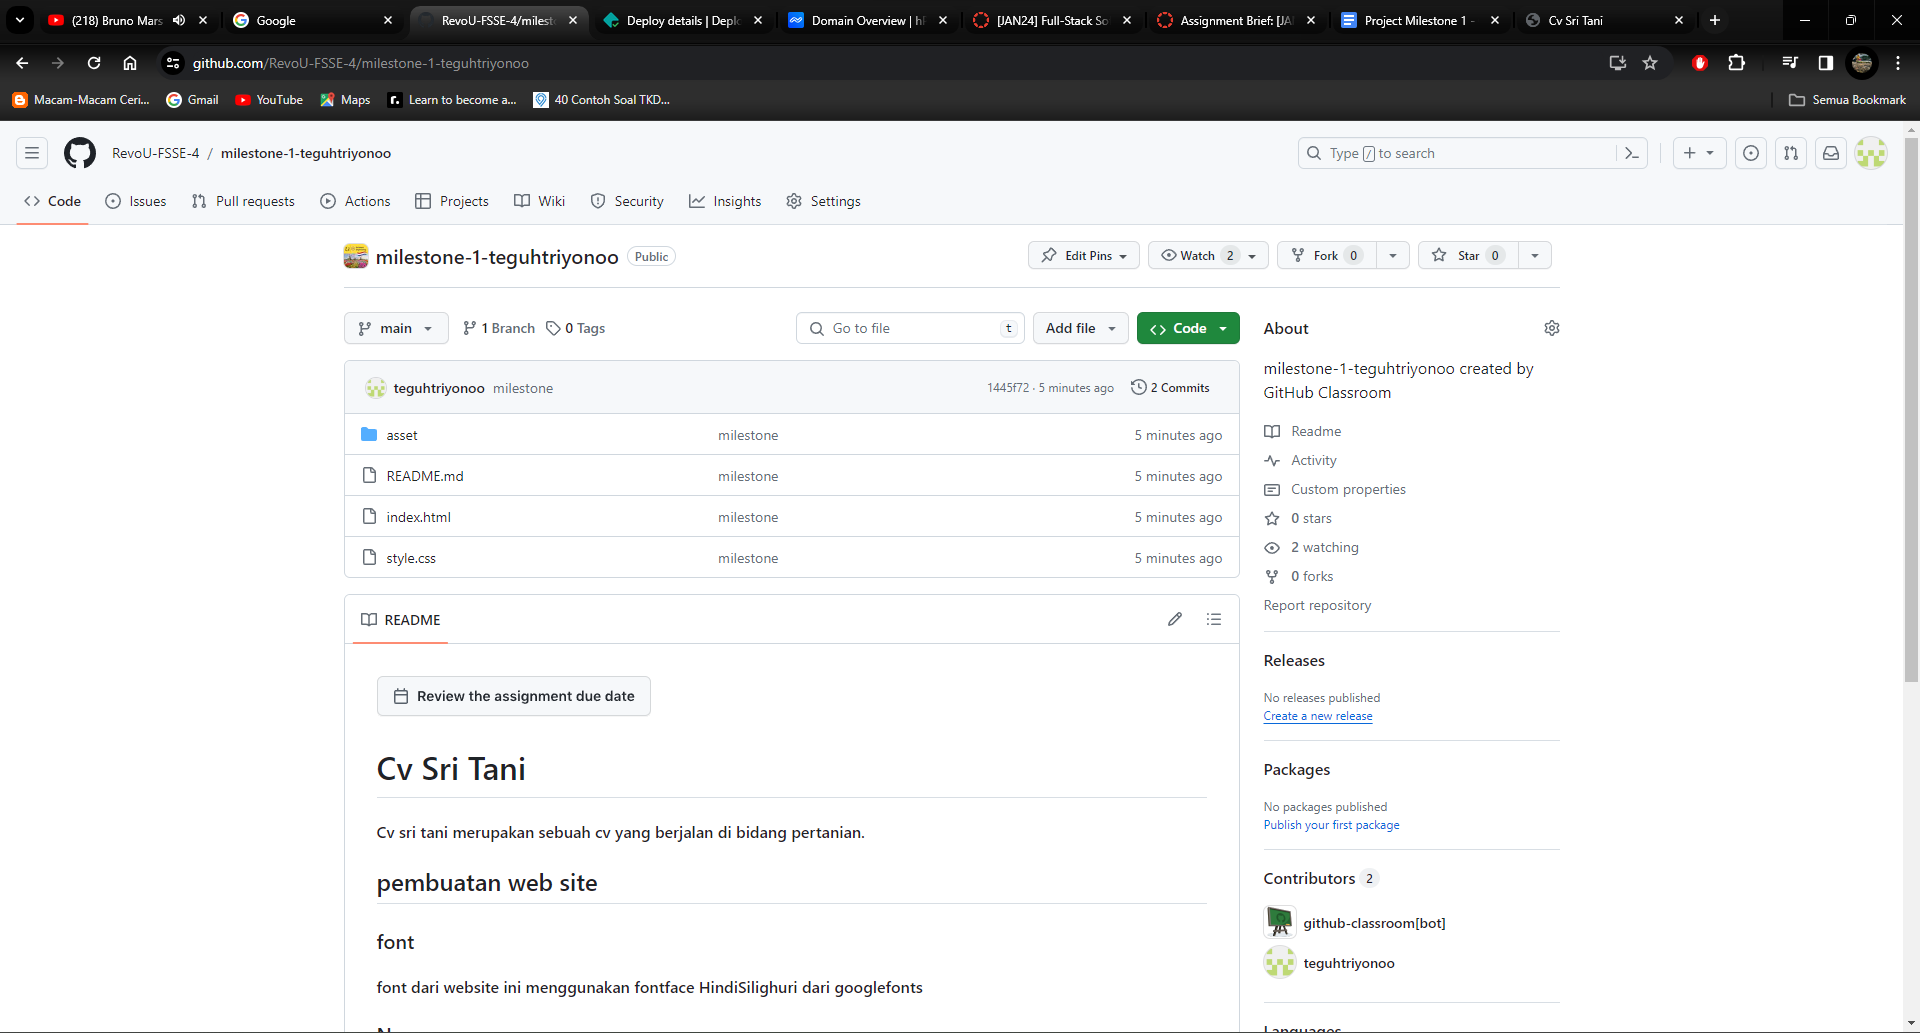 (218) Bruno Mars
Google
RevoU-FSSE-4/milest
Deploy details | Depl
Domain Overview | hP
[JAN24] Full-Stack So
Assignment Brief: [JA
Project Milestone 1 -
Cv Sri Tani
github.com/RevoU-FSSE-4/milestone-1-teguhtriyonoo
Macam-Macam Ceri...
Gmail
YouTube
Maps
Learn to become a...
40 Contoh Soal TKD...
Semua Bookmark
RevoU-FSSE-4 / milestone-1-teguhtriyonoo
Type / to search
Code
Issues
Pull requests
Actions
Projects
Wiki
Security
Insights
Settings
milestone-1-teguhtriyonoo Public
Edit Pins
Watch 2
Fork 0
Star 0
main
1 Branch
0 Tags
Go to file t
Add file
Code
teguhtriyonoo milestone
1445f72 · 5 minutes ago
2 Commits
asset milestone 5 minutes ago
README.md milestone 5 minutes ago
index.html milestone 5 minutes ago
style.css milestone 5 minutes ago
README
Review the assignment due date
Cv Sri Tani
Cv sri tani merupakan sebuah cv yang berjalan di bidang pertanian.
pembuatan web site
font
font dari website ini menggunakan fontface HindiSilighuri dari googlefonts
About
milestone-1-teguhtriyonoo created by
GitHub Classroom
Readme
Activity
Custom properties
0 stars
2 watching
0 forks
Report repository
Releases
No releases published
Create a new release
Packages
No packages published
Publish your first package
Contributors 2
github-classroom[bot]
teguhtriyonoo
Languages